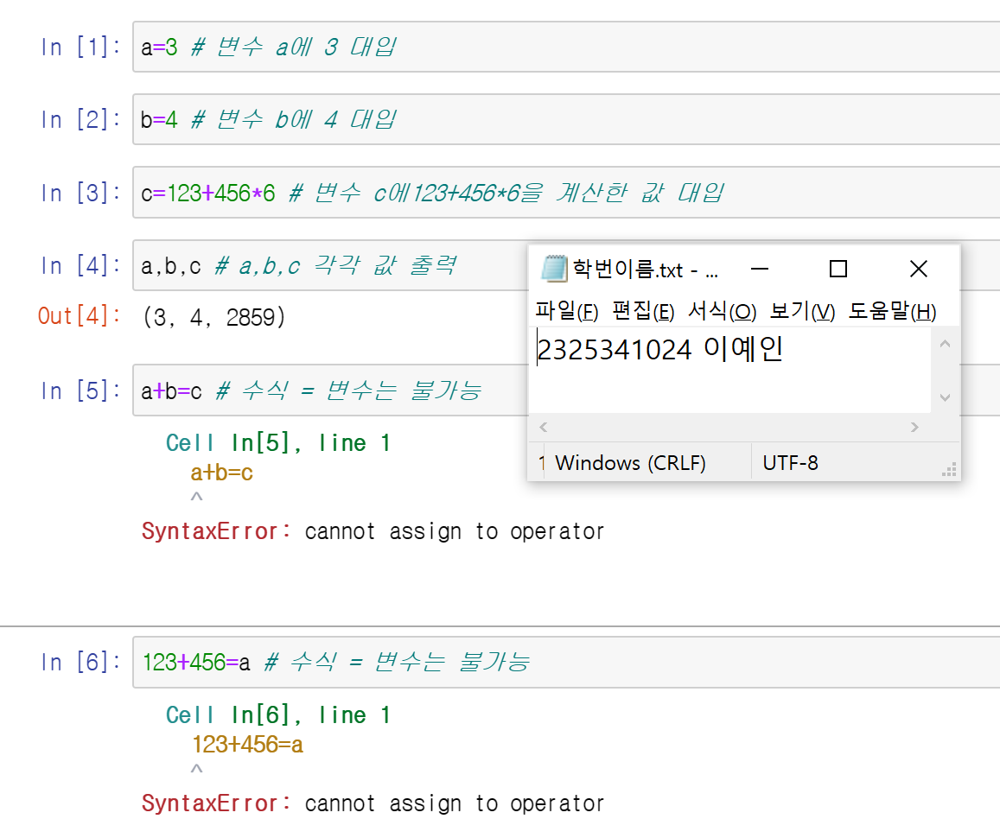 In [1]: a=3 # 변수 a에 3 대입
In [2]: b=4 # 변수 b에 4 대입
In [3]: c=123+456*6 # 변수 c에123+456*6을 계산한 값 대입
In [4]: a,b,c # a,b,c 각각 값 출력
Out[4]: (3, 4, 2859)
In [5]: a+b=c # 수식 = 변수는 불가능
Cell In[5], line 1
a+b=c
^
SyntaxError: cannot assign to operator
학번이름.txt - ...
파일(F) 편집(E) 서식(O) 보기(V) 도움말(H)
2325341024 이예인
1 Windows (CRLF) UTF-8
In [6]: 123+456=a # 수식 = 변수는 불가능
Cell In[6], line 1
123+456=a
^
SyntaxError: cannot assign to operator